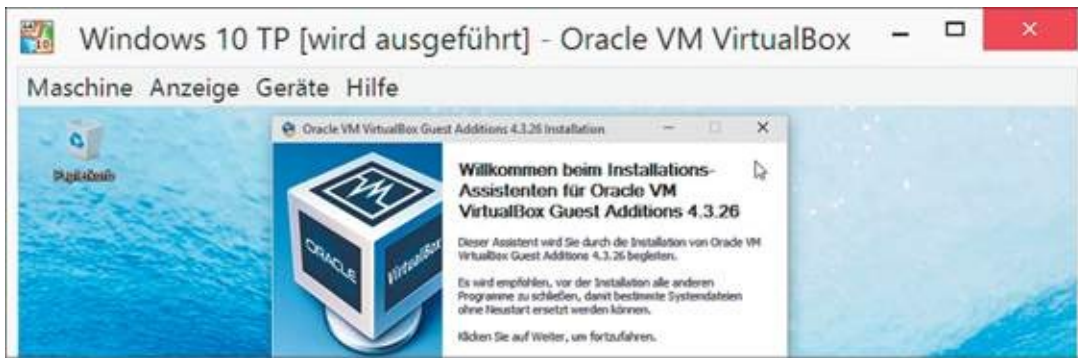 Windows 10 TP [wird ausgeführt] - Oracle VM VirtualBox
Maschine Anzeige Geräte Hilfe
Oracle VM VirtualBox Guest Additions 4.3.26 Installation
Willkommen beim Installations-
Assistenten für Oracle VM
VirtualBox Guest Additions 4.3.26
Dieser Assistent wird Sie durch die Installation von Oracle VM
VirtualBox Guest Additions 4.3.26 begleiten.
Es wird empfohlen, vor der Installation alle anderen
Programme zu schließen, damit bestimmte Systemdateien
ohne Neustart ersetzt werden können.
Klicken Sie auf Weiter, um fortzufahren.
ORACLE
VirtualBox